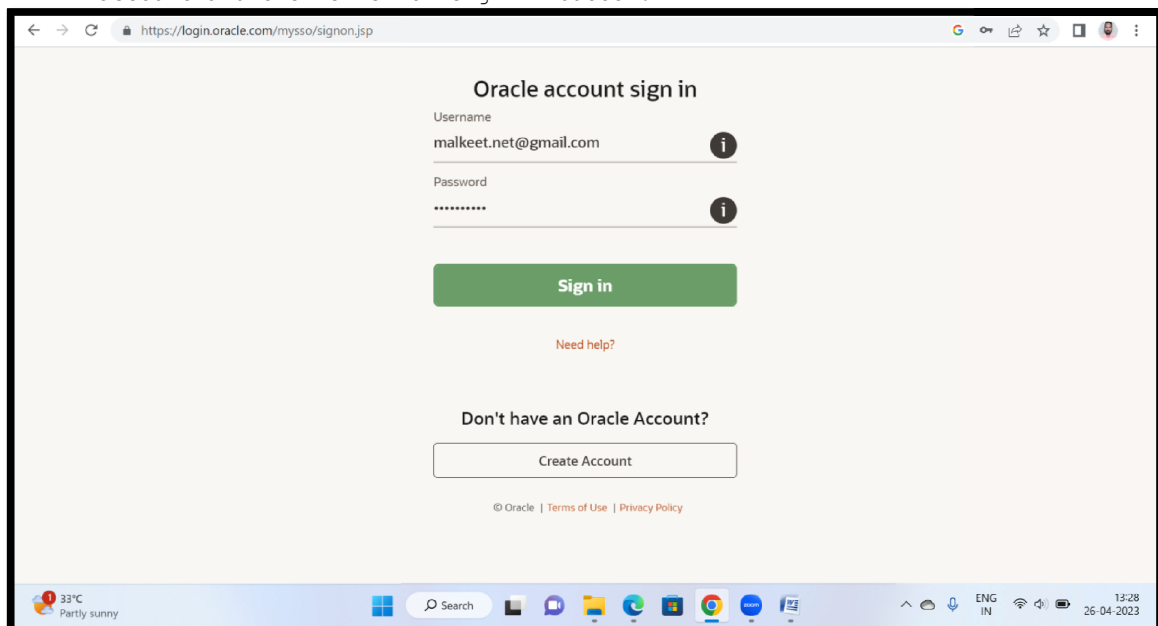 https://login.oracle.com/mysso/signon.jsp
Oracle account sign in
Username
malkeet.net@gmail.com
Password
••••••••••
Sign in
Need help?
Don't have an Oracle Account?
Create Account
© Oracle | Terms of Use | Privacy Policy
1 33°C
Partly sunny
Search
zoom
ENG
IN
13:28
26-04-2023